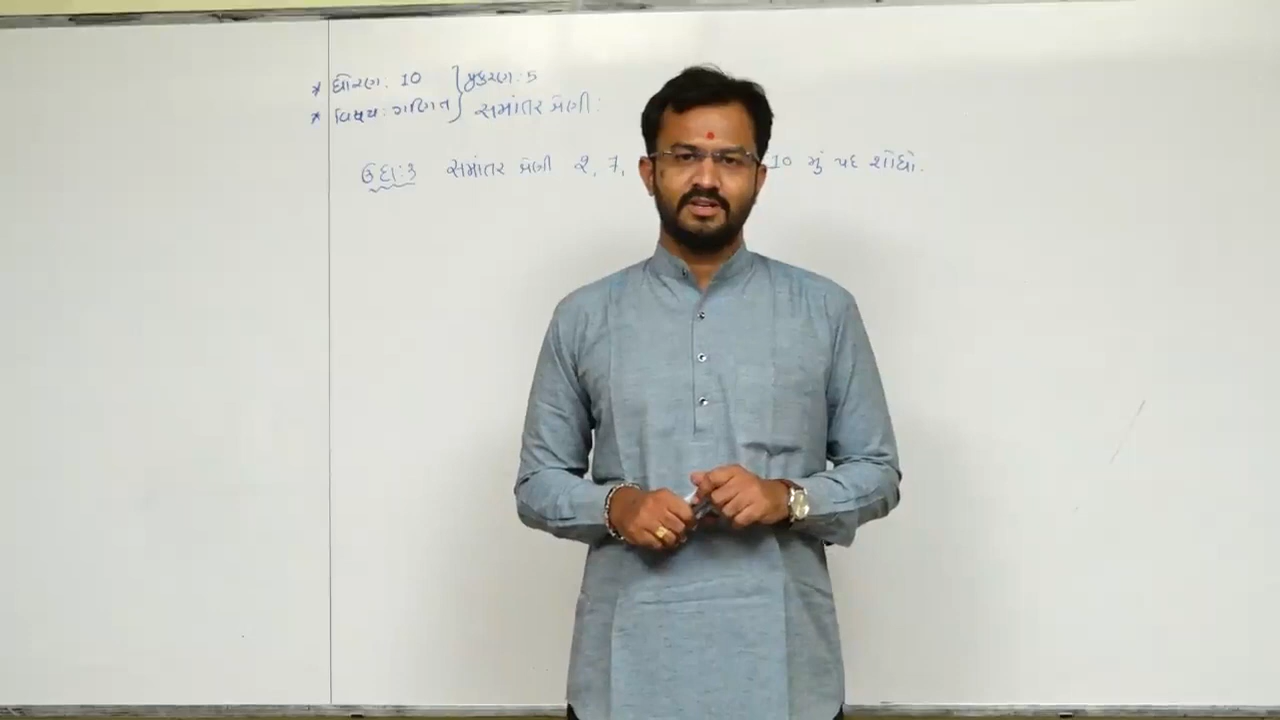 * ધોરણ. 10 } પ્રકરણ: 5
* વિષય: ગણિત } સમાંતર શ્રેણી:
ઉદા:3 સમાંતર શ્રેણી 2, 7, 10 મું પદ શોધો.